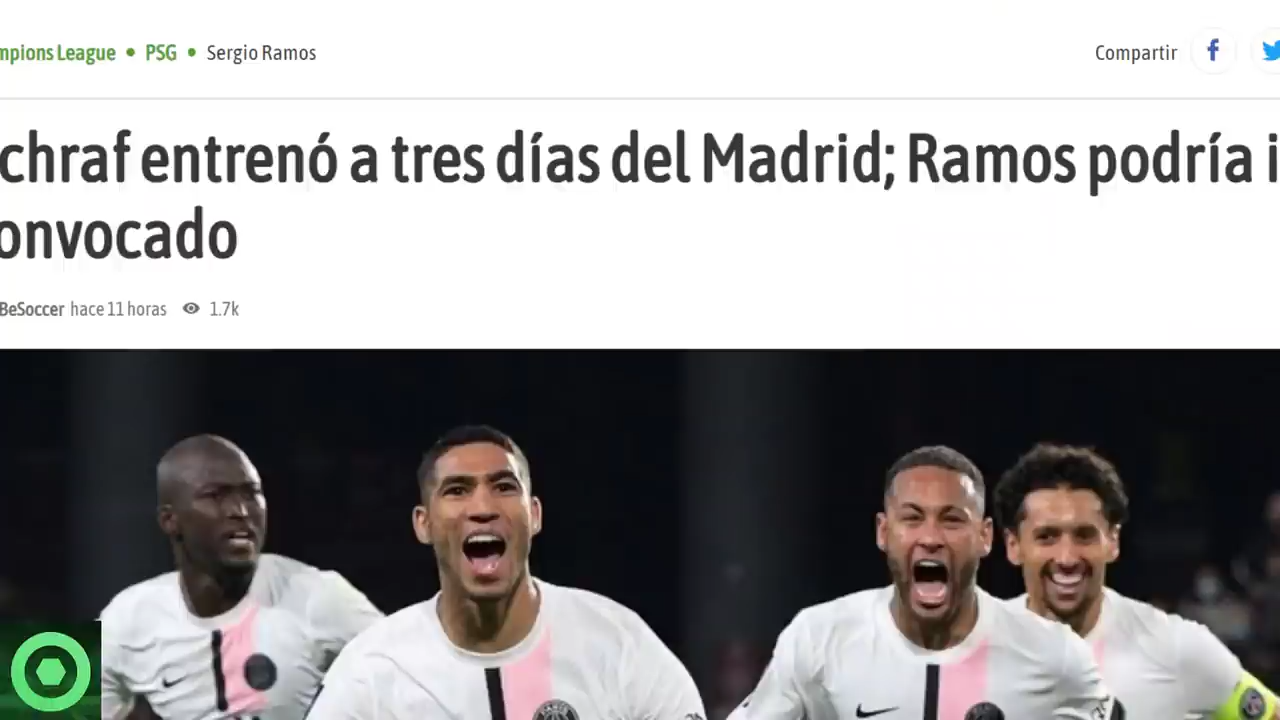 mpions League • PSG • Sergio Ramos
Compartir
chraf entrenó a tres días del Madrid; Ramos podría i
onvocado
BeSoccer hace 11 horas 1.7k